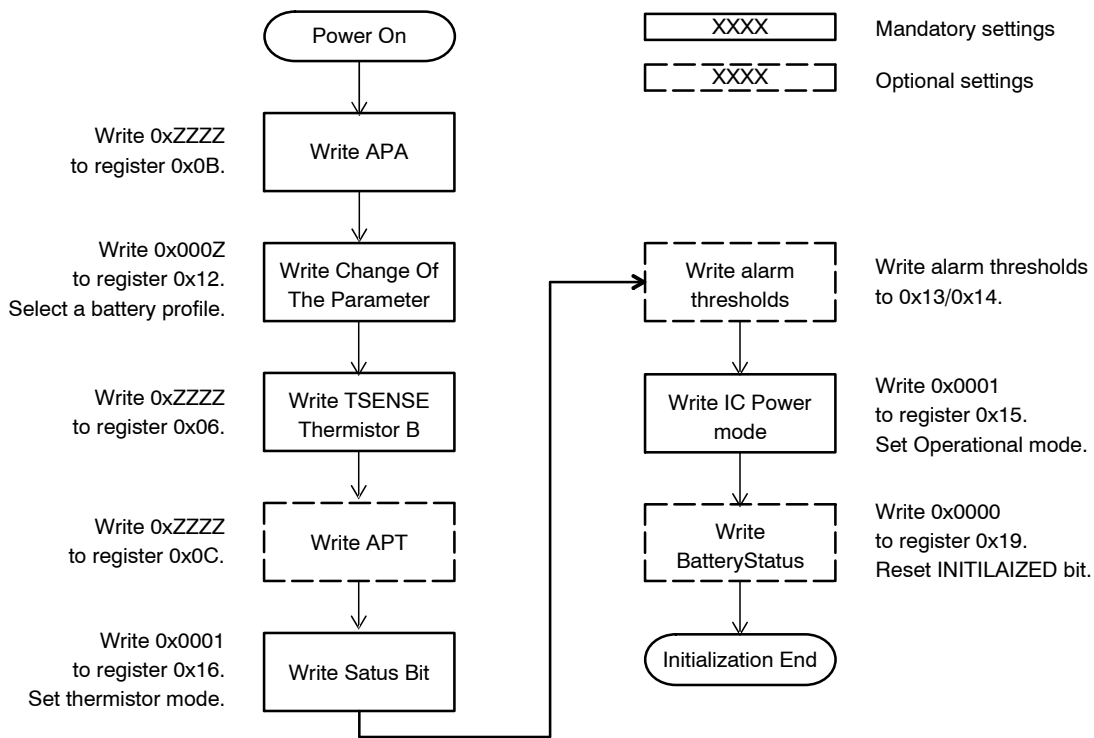 Power On
Write 0xZZZZ
to register 0x0B.
Write APA
Write 0x000Z
to register 0x12.
Select a battery profile.
Write Change Of
The Parameter
Write 0xZZZZ
to register 0x06.
Write TSENSE
Thermistor B
Write 0xZZZZ
to register 0x0C.
Write APT
Write 0x0001
to register 0x16.
Set thermistor mode.
Write Satus Bit
XXXX
Mandatory settings
XXXX
Optional settings
Write alarm
thresholds
Write alarm thresholds
to 0x13/0x14.
Write IC Power
mode
Write 0x0001
to register 0x15.
Set Operational mode.
Write
BatteryStatus
Write 0x0000
to register 0x19.
Reset INITILAIZED bit.
Initialization End